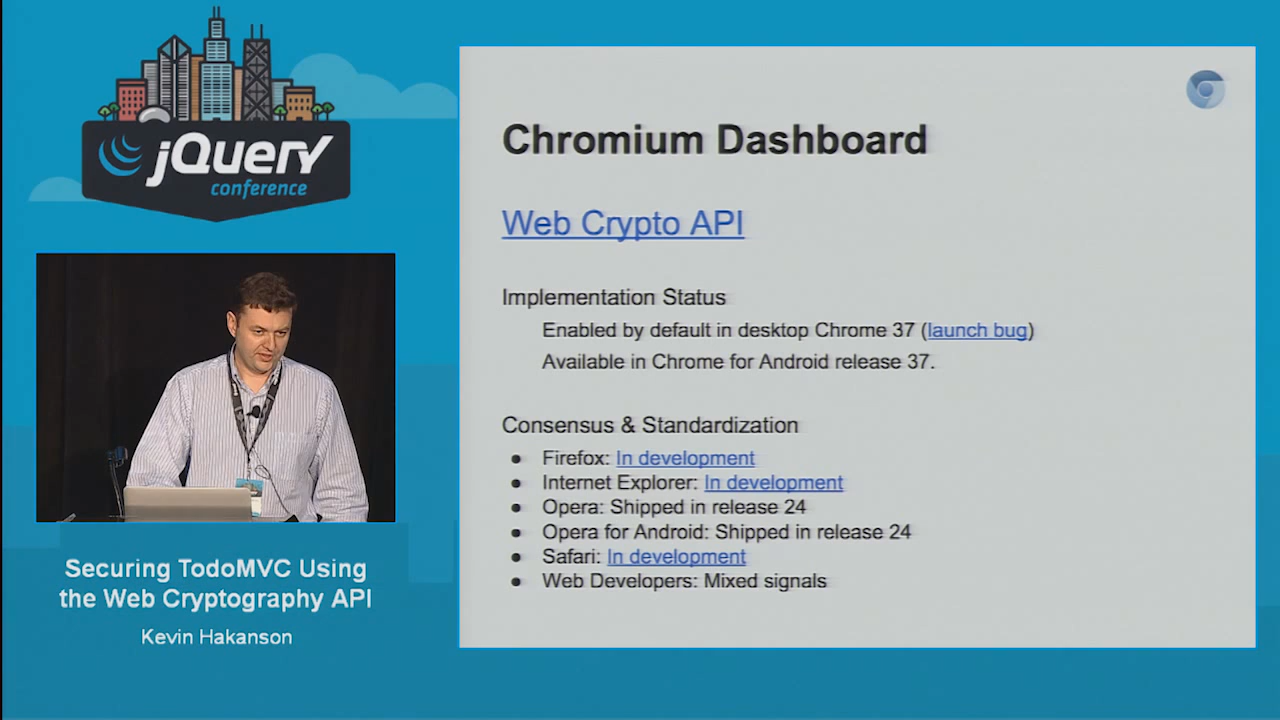 jQuery
conference
Securing TodoMVC Using
the Web Cryptography API
Kevin Hakanson
Chromium Dashboard
Web Crypto API
Implementation Status
Enabled by default in desktop Chrome 37 (launch bug)
Available in Chrome for Android release 37.
Consensus & Standardization
● Firefox: In development
● Internet Explorer: In development
● Opera: Shipped in release 24
● Opera for Android: Shipped in release 24
● Safari: In development
● Web Developers: Mixed signals